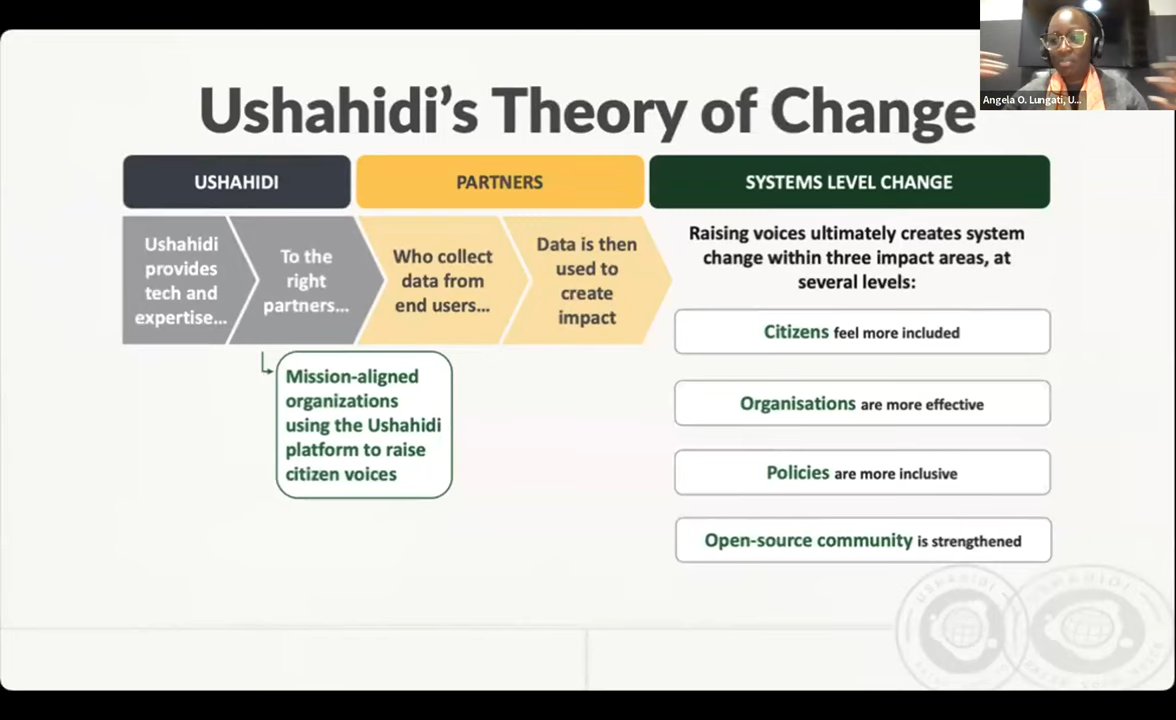 Ushahidi's Theory of Change
Angela O. Lungati, U...
USHAHIDI
PARTNERS
SYSTEMS LEVEL CHANGE
Ushahidi
provides
tech and
expertise...
To the
right
partners...
Who collect
data from
end users...
Data is then
used to
create
impact
Mission-aligned
organizations
using the Ushahidi
platform to raise
citizen voices
Raising voices ultimately creates system
change within three impact areas, at
several levels:
Citizens feel more included
Organisations are more effective
Policies are more inclusive
Open-source community is strengthened
USHAHIDI